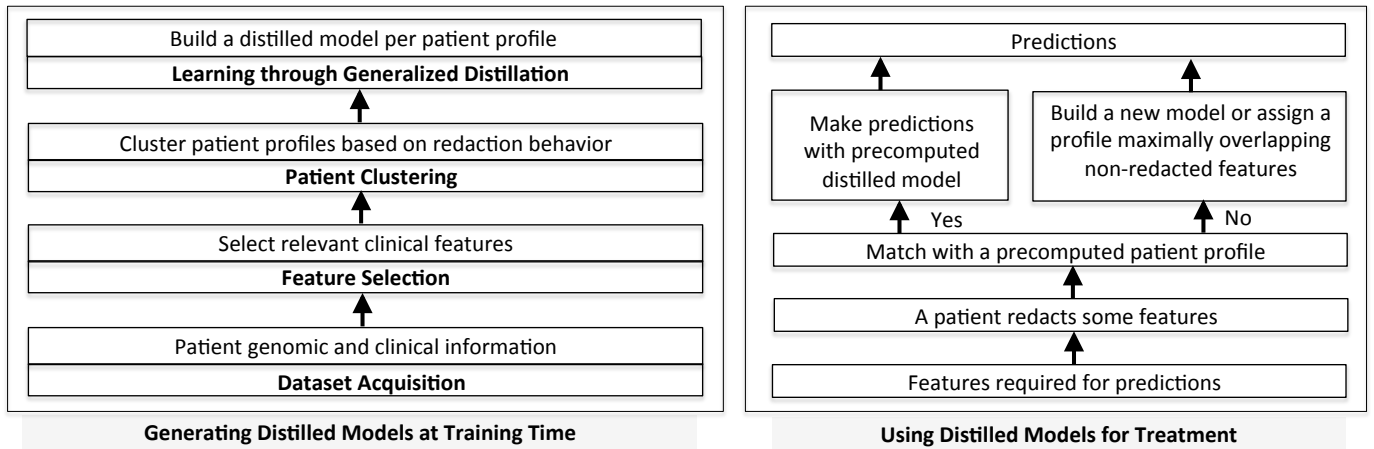 Build a distilled model per patient profile
Learning through Generalized Distillation
Cluster patient profiles based on redaction behavior
Patient Clustering
Select relevant clinical features
Feature Selection
Patient genomic and clinical information
Dataset Acquisition
Generating Distilled Models at Training Time
Predictions
Make predictions
with precomputed
distilled model
Build a new model or assign a
profile maximally overlapping
non-redacted features
Yes
No
Match with a precomputed patient profile
A patient redacts some features
Features required for predictions
Using Distilled Models for Treatment